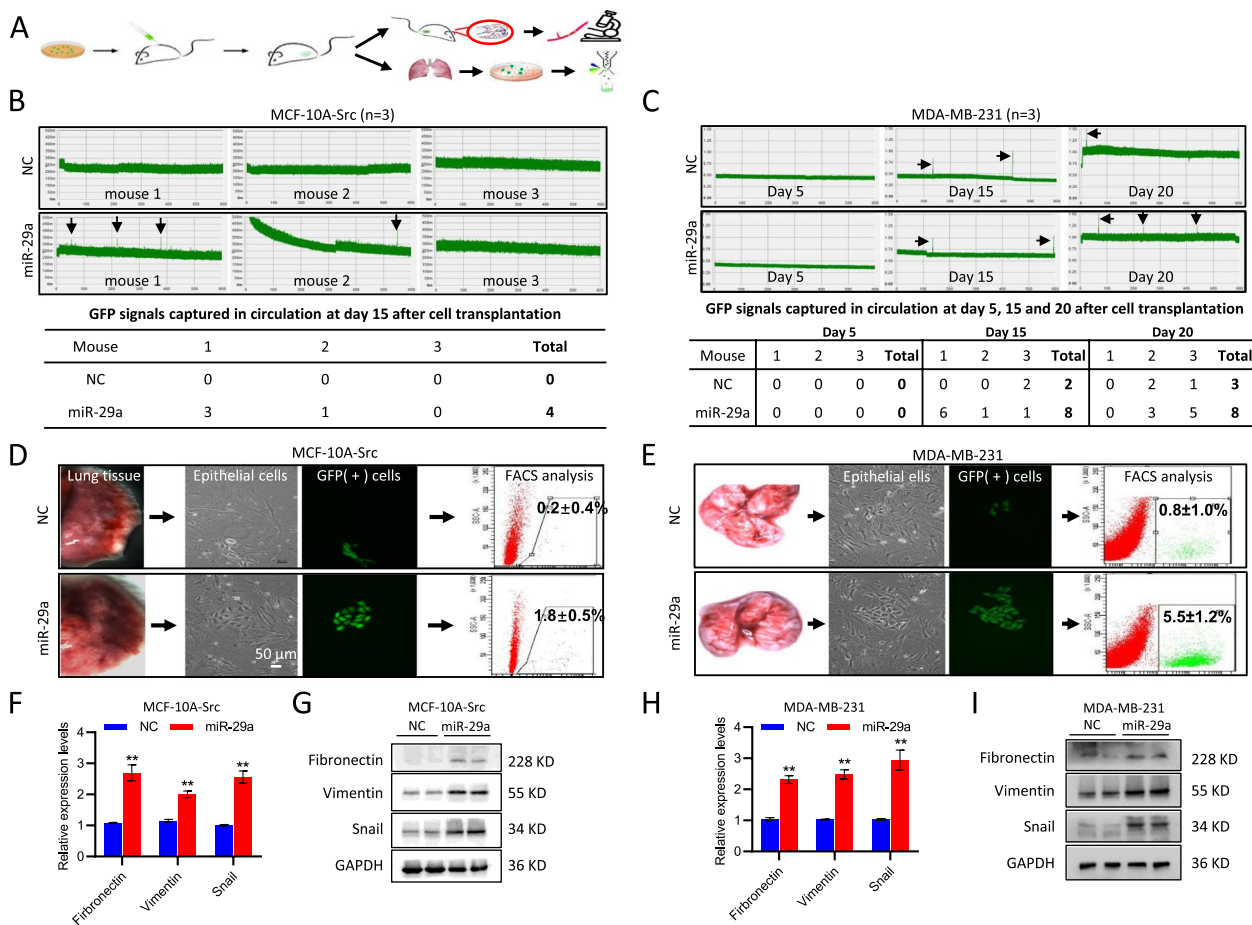 A
B
MCF-10A-Src (n=3)
NC
mouse 1
mouse 2
mouse 3
miR-29a
mouse 1
mouse 2
mouse 3
GFP signals captured in circulation at day 15 after cell transplantation
Mouse 1 2 3 Total
NC 0 0 0 0
miR-29a 3 1 0 4
C
MDA-MB-231 (n=3)
NC
Day 5
Day 15
Day 20
miR-29a
Day 5
Day 15
Day 20
GFP signals captured in circulation at day 5, 15 and 20 after cell transplantation
Day 5 Day 15 Day 20
Mouse 1 2 3 Total 1 2 3 Total 1 2 3 Total
NC 0 0 0 0 0 0 2 2 0 2 1 3
miR-29a 0 0 0 0 6 1 1 8 0 3 5 8
D
MCF-10A-Src
Lung tissue Epithelial cells GFP( + ) cells FACS analysis
NC
SSC-A
0.2±0.4%
miR-29a
50 μm
SSC-A
1.8±0.5%
E
MDA-MB-231
Epithelial ells GFP( + ) cells FACS analysis
NC
SSC-A
0.8±1.0%
miR-29a
SSC-A
5.5±1.2%
F
MCF-10A-Src
NC miR-29a
Relative expression levels
4
3
2
1
0
** ** **
Firbronectin
Vimentin
Snail
G
MCF-10A-Src
NC miR-29a
Fibronectin 228 KD
Vimentin 55 KD
Snail 34 KD
GAPDH 36 KD
H
MDA-MB-231
NC miR-29a
Relative expression levels
4
3
2
1
0
** ** **
Firbronectin
Vimentin
Snail
I
MDA-MB-231
NC miR-29a
Fibronectin 228 KD
Vimentin 55 KD
Snail 34 KD
GAPDH 36 KD